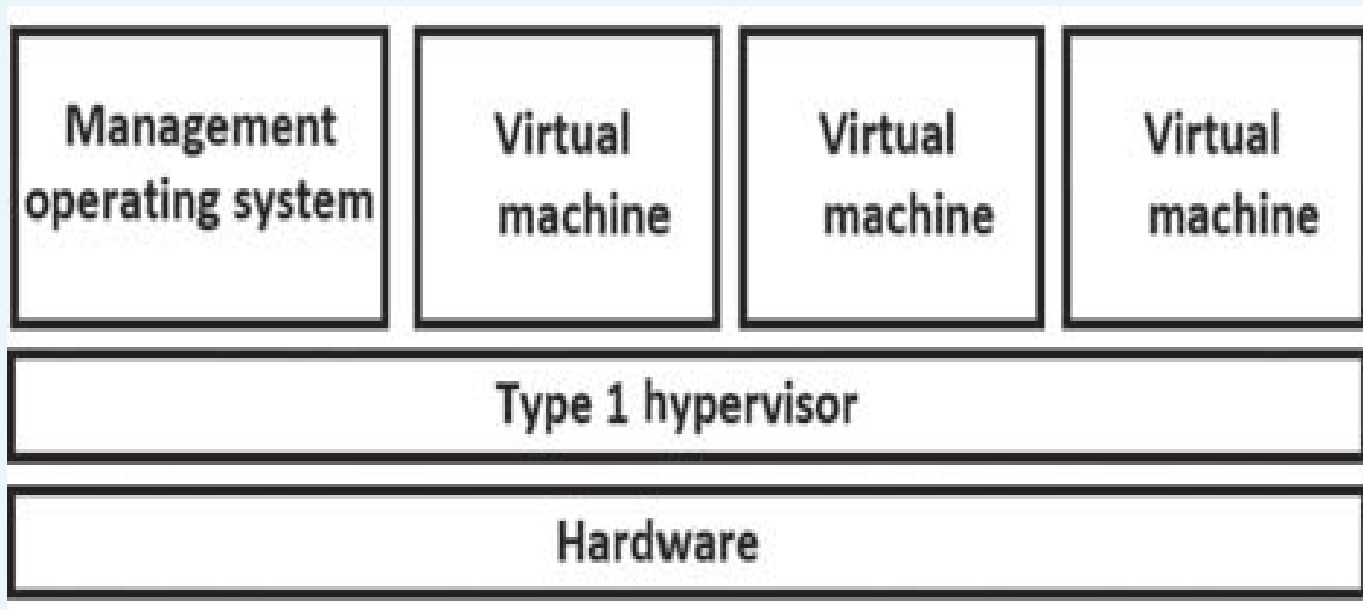 Management
operating system
Virtual
machine
Virtual
machine
Virtual
machine
Type 1 hypervisor
Hardware